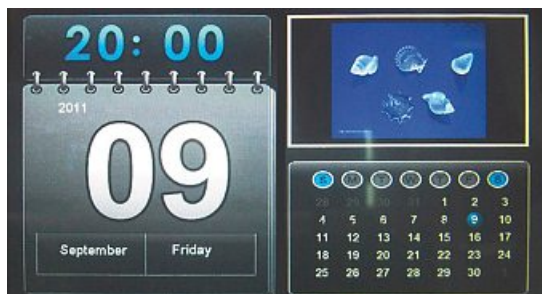 20:00
2011
09
September Friday
S M T W T F S
28 29 30 31 1 2 3
4 5 6 7 8 9 10
11 12 13 14 15 16 17
18 19 20 21 22 23 24
25 26 27 28 29 30 1